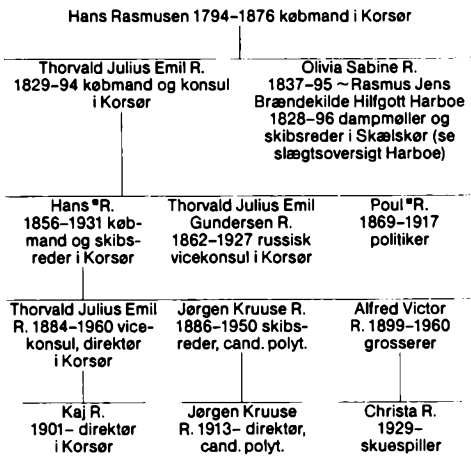 Hans Rasmusen 1794–1876 købmand i Korsør
Thorvald Julius Emil R.
1829–94 købmand og konsul
i Korsør
Olivia Sabine R.
1837–95 ~Rasmus Jens
Brændekilde Hilfgott Harboe
1828–96 dampmøller og
skibsreder i Skælskør (se
slægtsoversigt Harboe)
Hans *R.
1856–1931 køb-
mand og skibs-
reder i Korsør
Thorvald Julius Emil
Gundersen R.
1862–1927 russisk
vicekonsul i Korsør
Poul *R.
1869–1917
politiker
Thorvald Julius Emil
R. 1884–1960 vice-
konsul, direktør
i Korsør
Jørgen Kruuse R.
1886–1950 skibs-
reder, cand. polyt.
Alfred Victor
R. 1899–1960
grosserer
Kaj R.
1901– direktør
i Korsør
Jørgen Kruuse
R. 1913– direktør,
cand. polyt.
Christa R.
1929–
skuespiller